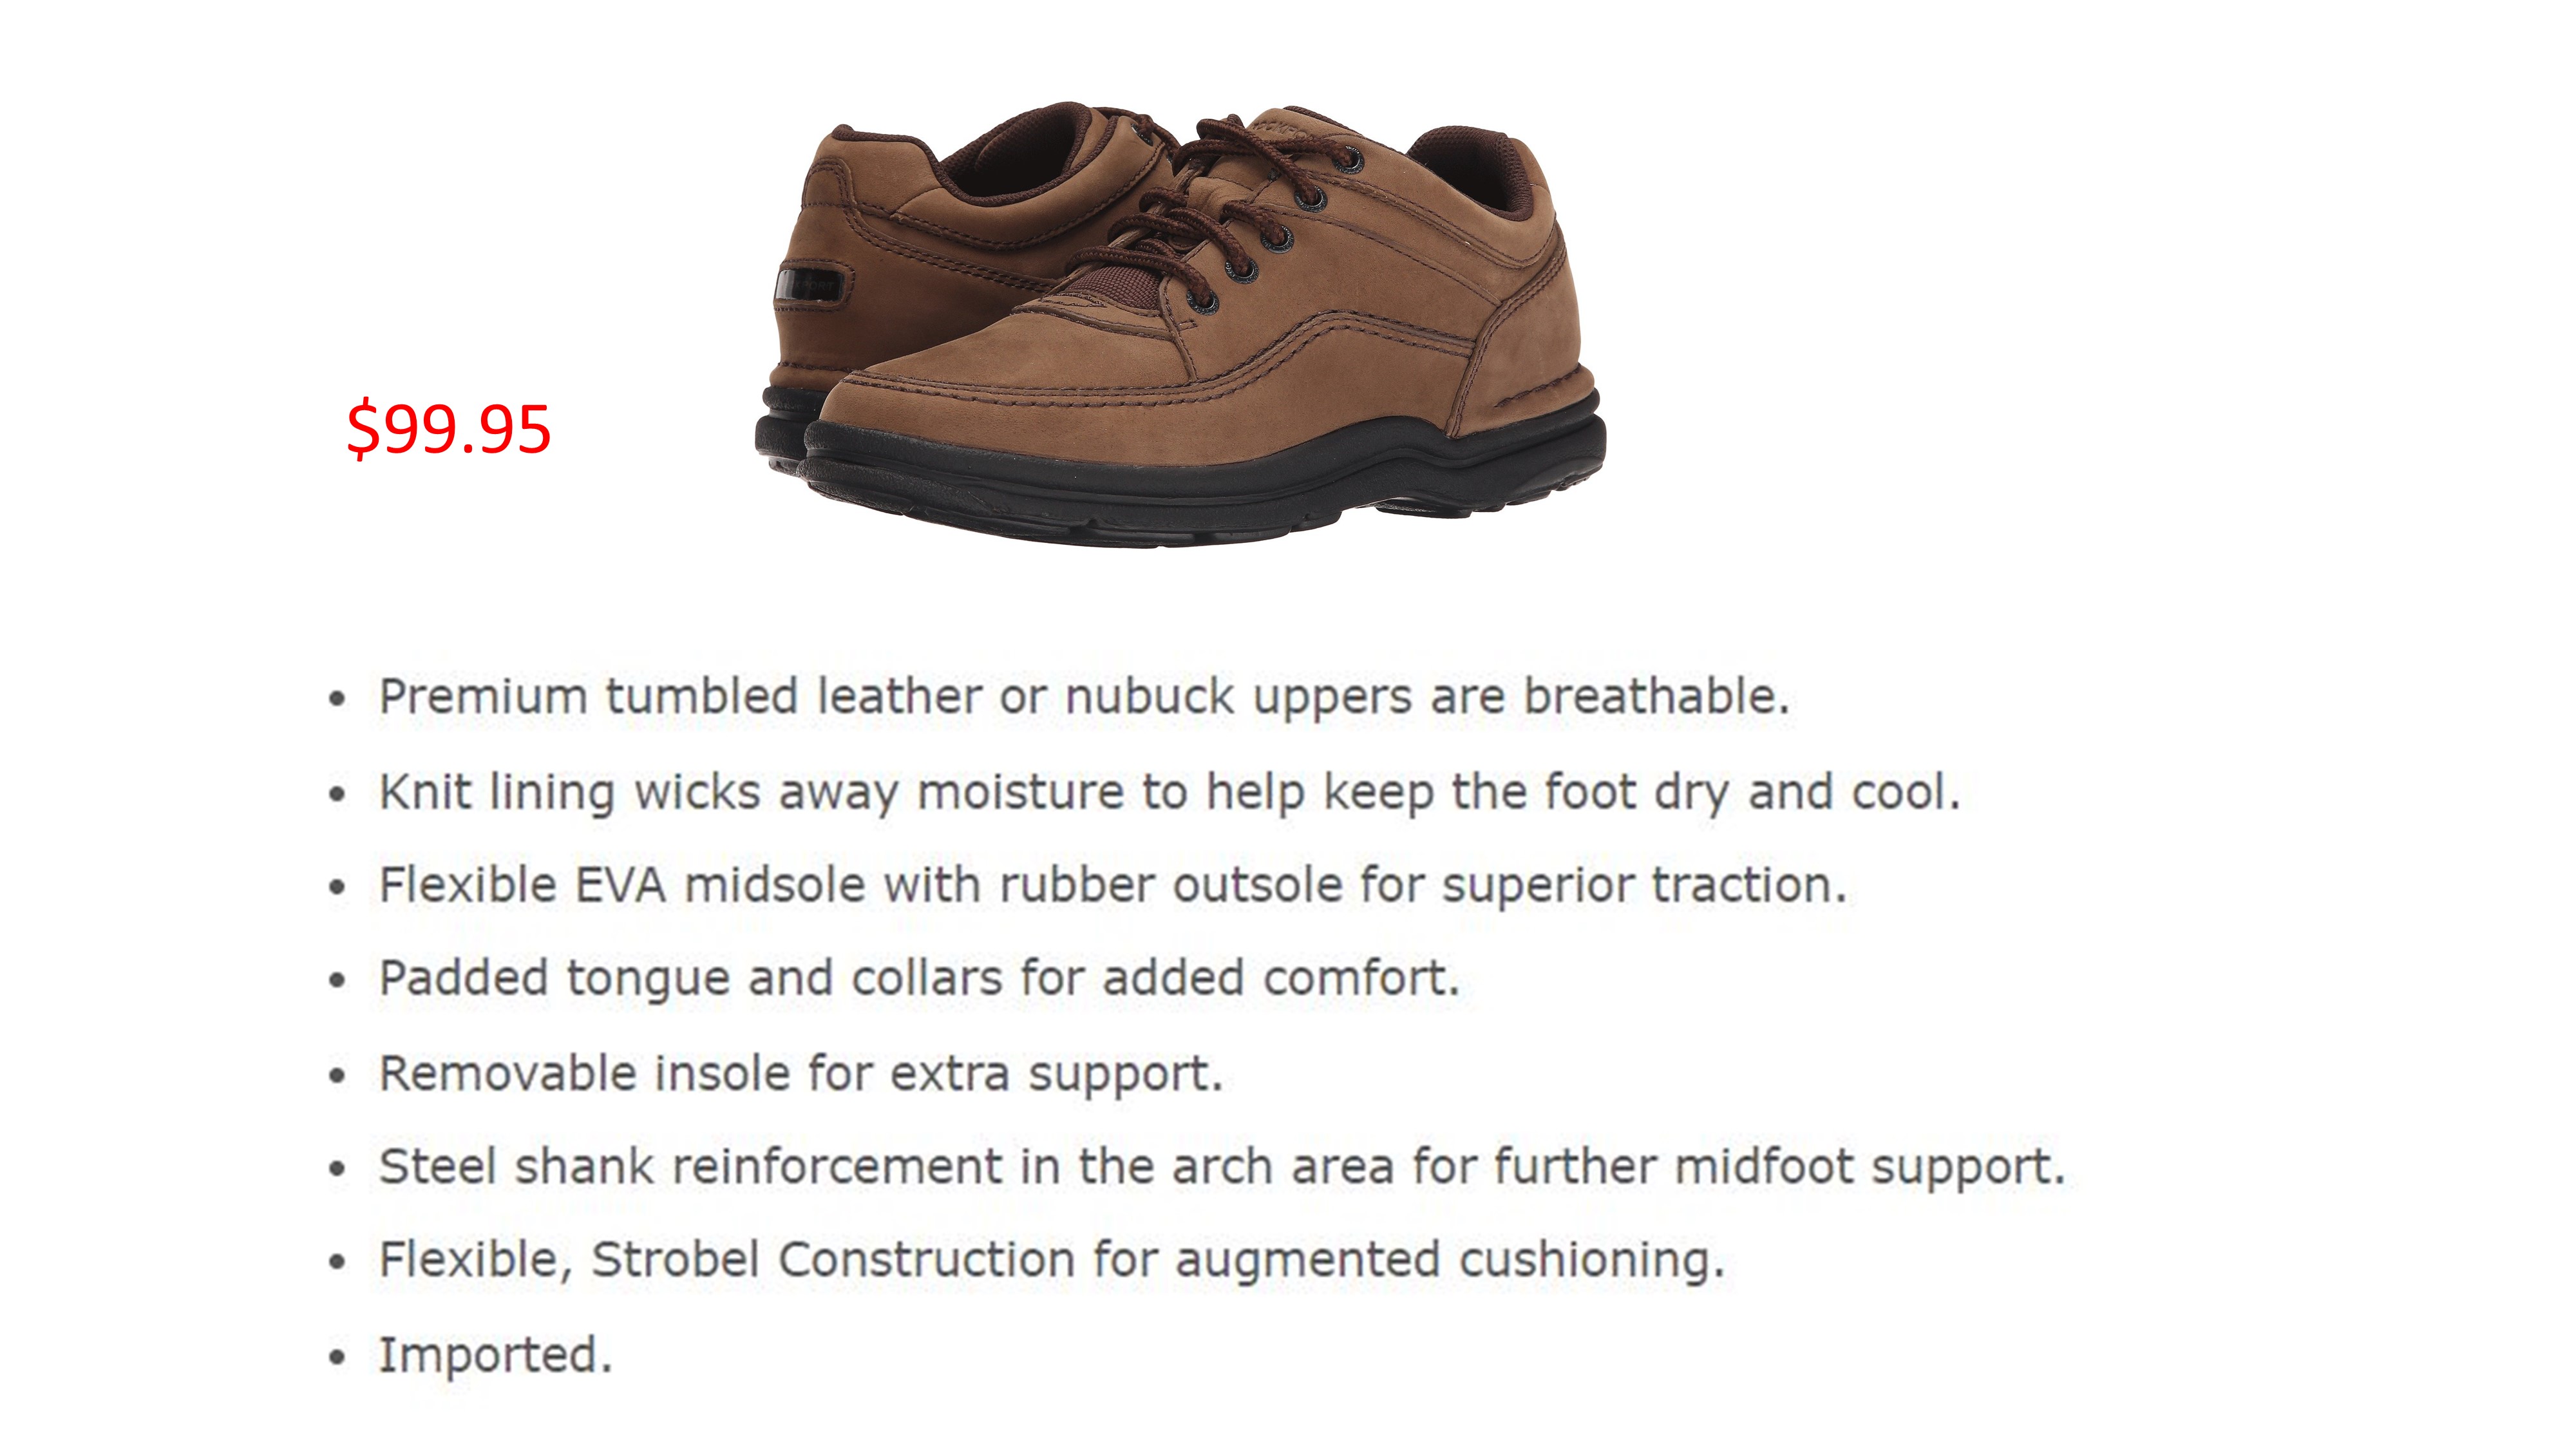 $99.95
• Premium tumbled leather or nubuck uppers are breathable.
• Knit lining wicks away moisture to help keep the foot dry and cool.
• Flexible EVA midsole with rubber outsole for superior traction.
• Padded tongue and collars for added comfort.
• Removable insole for extra support.
• Steel shank reinforcement in the arch area for further midfoot support.
• Flexible, Strobel Construction for augmented cushioning.
• Imported.